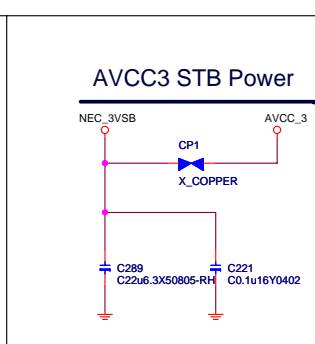 AVCC3 STB Power
NEC_3VSB
AVCC_3
CP1
X_COPPER
C289
C22u6.3X50805-RH
C221
C0.1u16Y0402